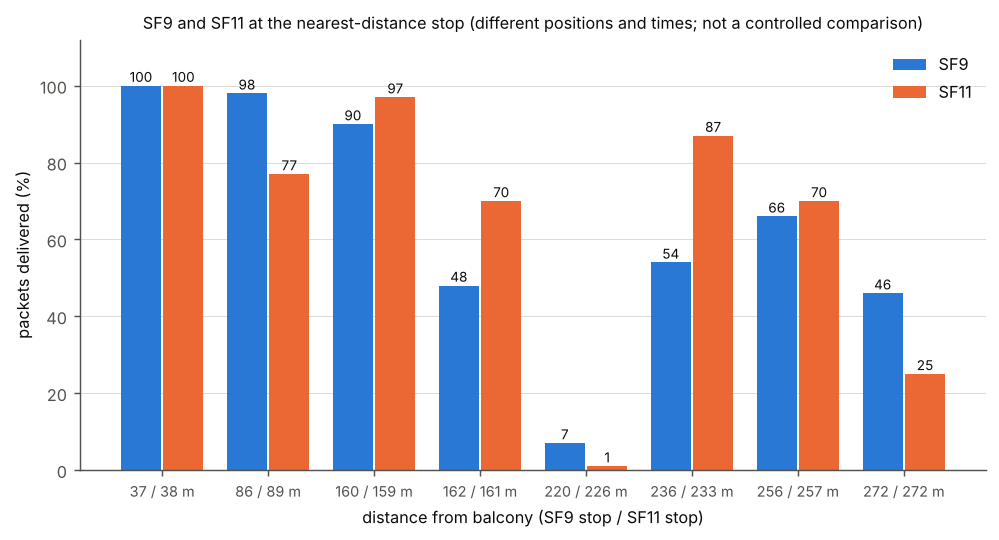 SF9 and SF11 at the nearest-distance stop (different positions and times; not a controlled comparison)
SF9
SF11
packets delivered (%)
100
80
60
40
20
0
100 100
98 77
90 97
48 70
7 1
54 87
66 70
46 25
37 / 38 m
86 / 89 m
160 / 159 m
162 / 161 m
220 / 226 m
236 / 233 m
256 / 257 m
272 / 272 m
distance from balcony (SF9 stop / SF11 stop)